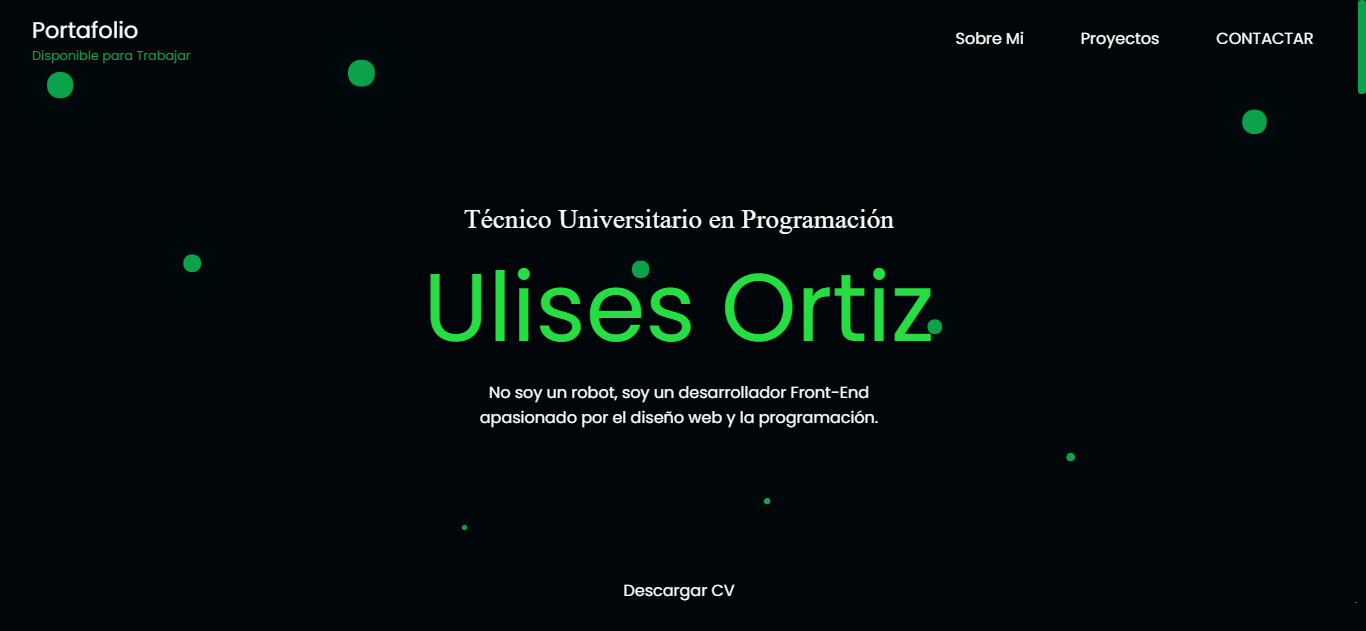 Portafolio
Disponible para Trabajar
Sobre Mi
Proyectos
CONTACTAR
Técnico Universitario en Programación
Ulises Ortiz
No soy un robot, soy un desarrollador Front-End
apasionado por el diseño web y la programación.
Descargar CV